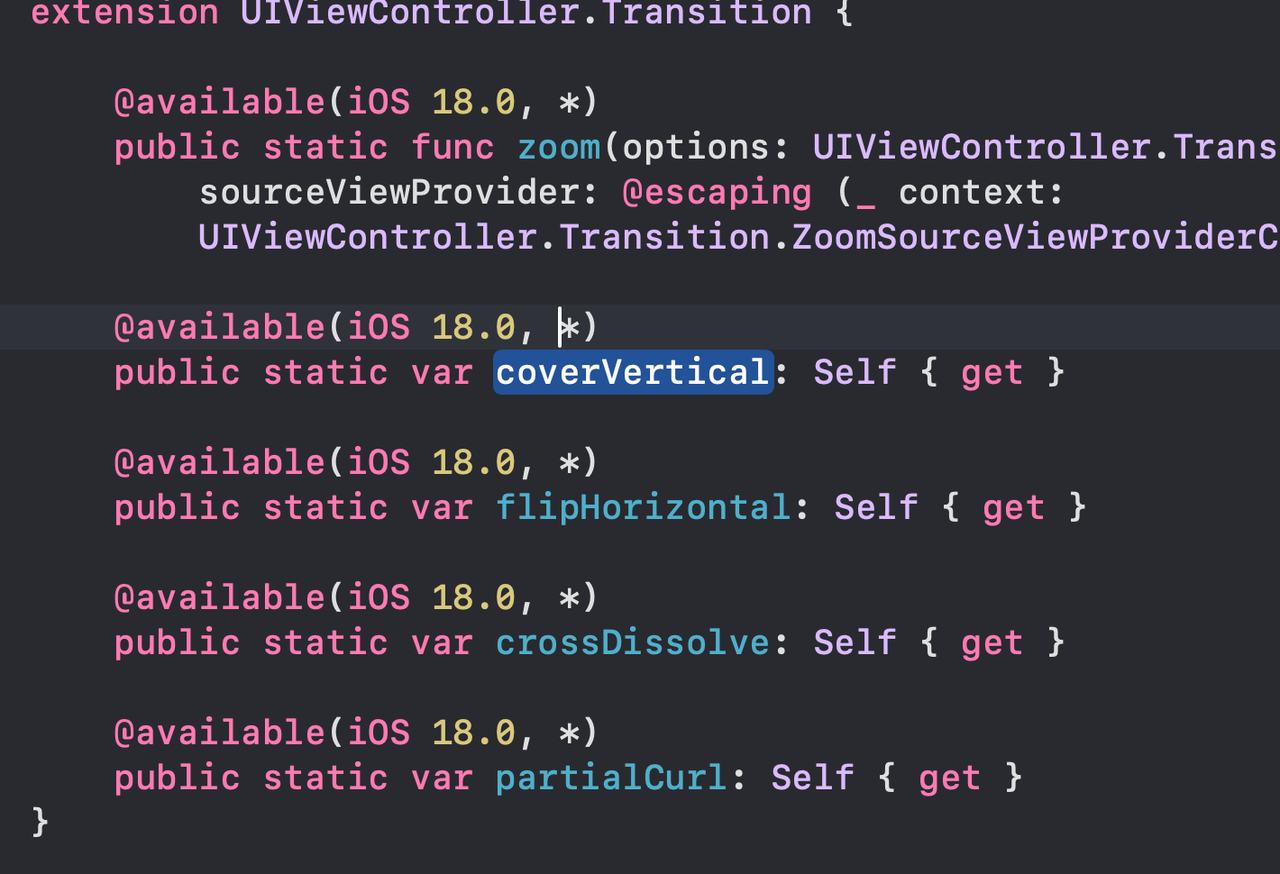 extension UIViewController.Transition {
@available(iOS 18.0, *)
public static func zoom(options: UIViewController.Trans
sourceViewProvider: @escaping (_ context:
UIViewController.Transition.ZoomSourceViewProviderC
@available(iOS 18.0, *)
public static var coverVertical: Self { get }
@available(iOS 18.0, *)
public static var flipHorizontal: Self { get }
@available(iOS 18.0, *)
public static var crossDissolve: Self { get }
@available(iOS 18.0, *)
public static var partialCurl: Self { get }
}